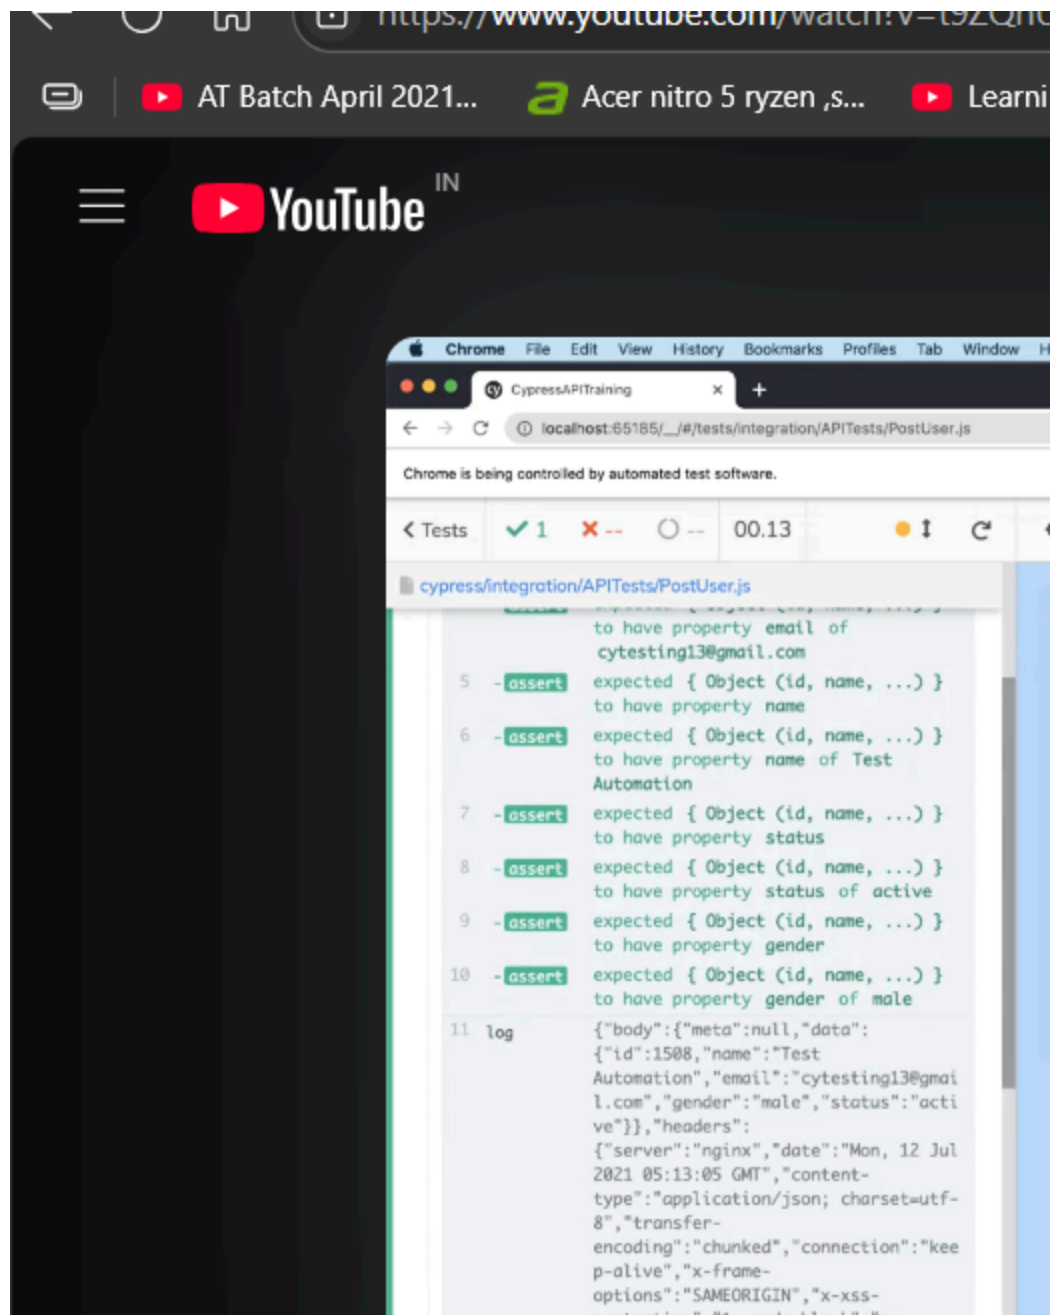 https://www.youtube.com/watch?v=t9ZQh
AT Batch April 2021...
Acer nitro 5 ryzen ,s...
Learni
YouTube IN
Chrome File Edit View History Bookmarks Profiles Tab Window H
CypressAPITraining
localhost:65185/__/#/tests/integration/APITests/PostUser.js
Chrome is being controlled by automated test software.
< Tests 1 -- -- 00.13
cypress/integration/APITests/PostUser.js
to have property email of
cytesting13@gmail.com
5 -assert expected { Object (id, name, ...) }
to have property name
6 -assert expected { Object (id, name, ...) }
to have property name of Test
Automation
7 -assert expected { Object (id, name, ...) }
to have property status
8 -assert expected { Object (id, name, ...) }
to have property status of active
9 -assert expected { Object (id, name, ...) }
to have property gender
10 -assert expected { Object (id, name, ...) }
to have property gender of male
11 log {"body":{"meta":null,"data":
{"id":1508,"name":"Test
Automation","email":"cytesting13@gmai
l.com","gender":"male","status":"acti
ve"}},"headers":
{"server":"nginx","date":"Mon, 12 Jul
2021 05:13:05 GMT","content-
type":"application/json; charset=utf-
8","transfer-
encoding":"chunked","connection":"kee
p-alive","x-frame-
options":"SAMEORIGIN","x-xss-